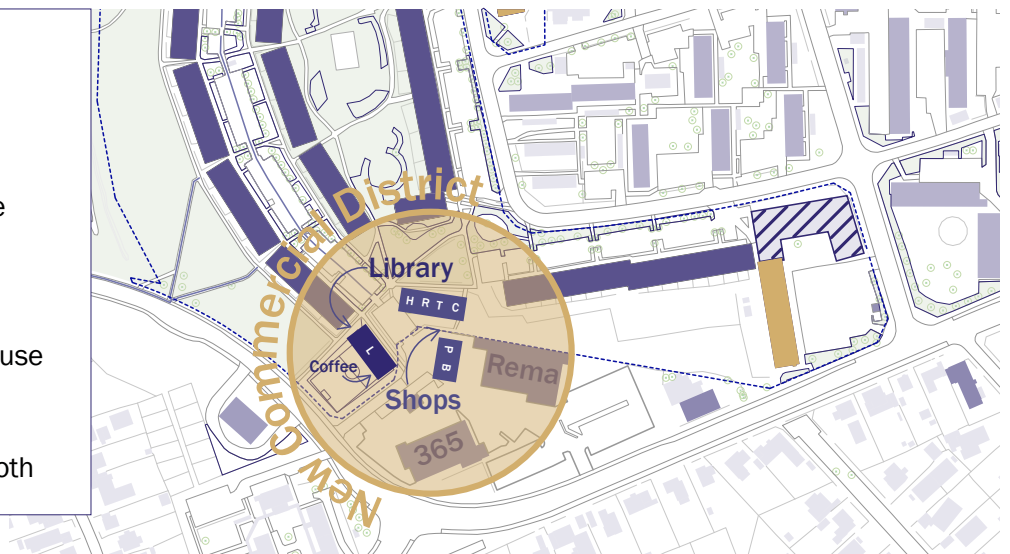 e
use
oth
New Commercial District
Library
H R T C
L
Coffee
P B
Shops
Rema
365